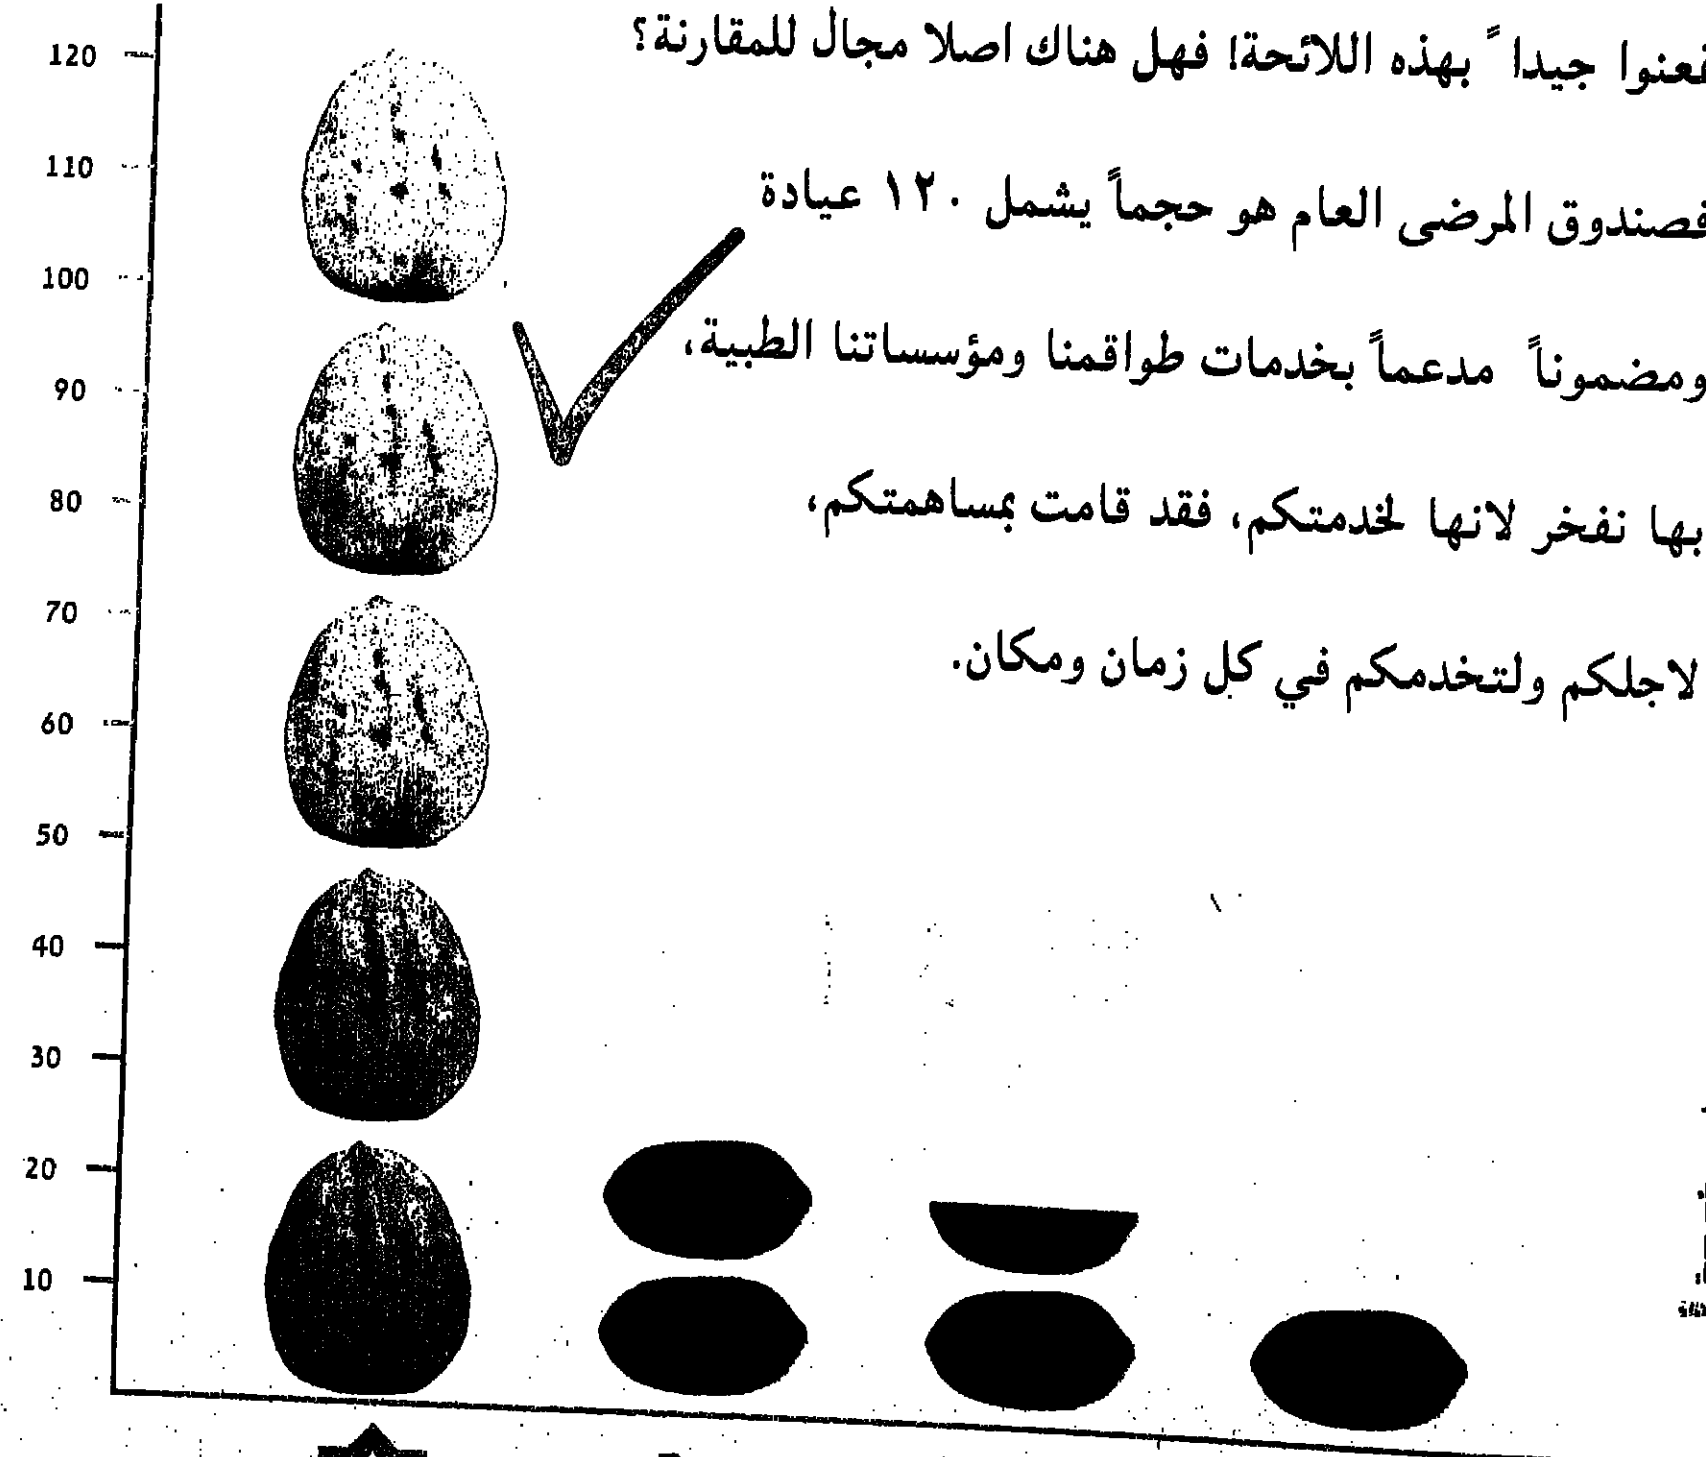 تمعنوا جيدا ً بهذه اللائحة! فهل هناك اصلا مجال للمقارنة؟
فصندوق المرضى العام هو حجماً يشمل ١٢٠ عيادة
ومضموناً مدعماً بخدمات طواقمنا ومؤسساتنا الطبية،
بها نفخر لانها لخدمتكم، فقد قامت بمساهمتكم،
لاجلكم ولتخدمكم في كل زمان ومكان.
120
110
100
90
80
70
60
50
40
30
20
10